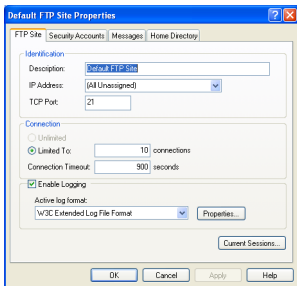 Default FTP Site Properties
FTP Site Security Accounts Messages Home Directory
Identification
Description: Default FTP Site
IP Address: (All Unassigned)
TCP Port: 21
Connection
Unlimited
Limited To: 10 connections
Connection Timeout: 900 seconds
Enable Logging
Active log format:
W3C Extended Log File Format Properties...
Current Sessions...
OK Cancel Apply Help